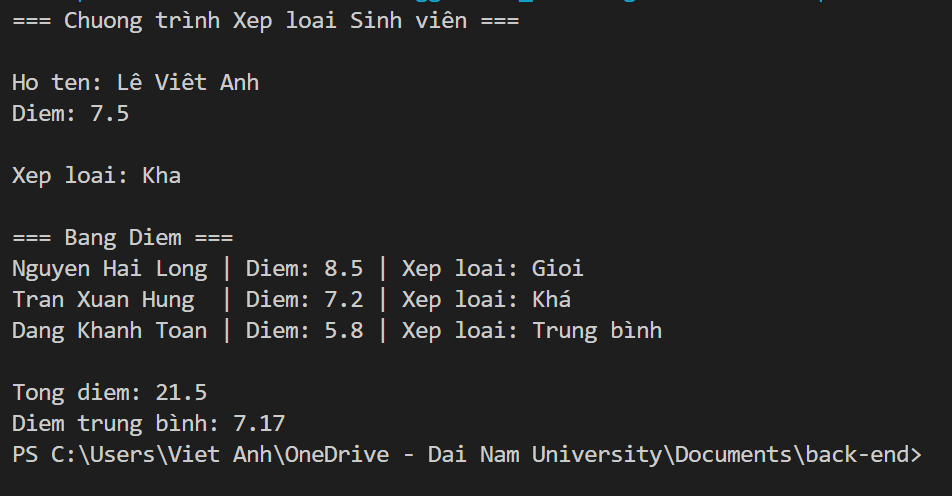 === Chuong trình Xep loai Sinh viên ===
Ho ten: Lê Viêt Anh
Diem: 7.5
Xep loai: Kha
=== Bang Diem ===
Nguyen Hai Long | Diem: 8.5 | Xep loai: Gioi
Tran Xuan Hung  | Diem: 7.2 | Xep loai: Khá
Dang Khanh Toan | Diem: 5.8 | Xep loai: Trung bình
Tong diem: 21.5
Diem trung bình: 7.17
PS C:\Users\Viet Anh\OneDrive - Dai Nam University\Documents\back-end>